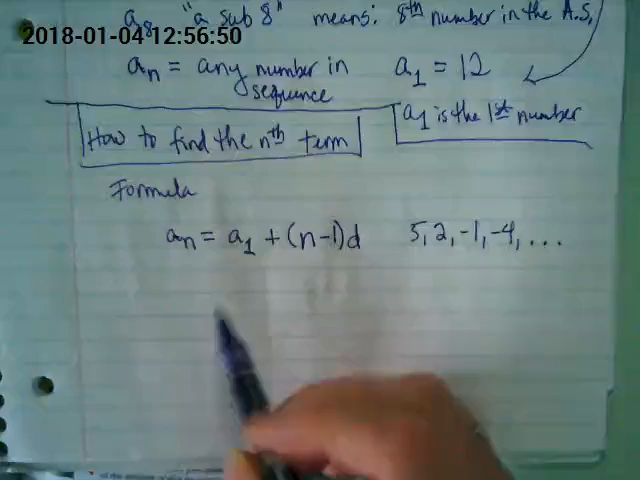 a8 "a sub 8" means: 8th number in the A.S.
2018-01-04 12:56:50
an = any number in sequence a1 = 12
How to find the nth term
a1 is the 1st number
Formula
an = a1 + (n-1)d 5, 2, -1, -4, ...